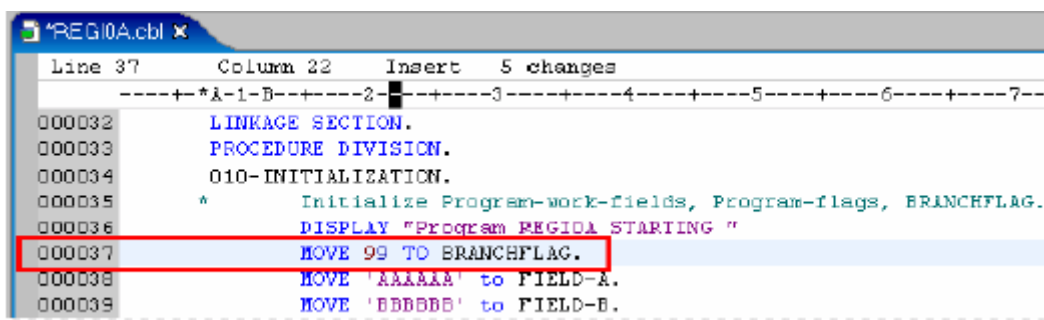 *REGI0A.cbl
Line 37 Column 22 Insert 5 changes
----+-*A-1-B--+----2----+----3----+----4----+----5----+----6----+----7--
000032 LINKAGE SECTION.
000033 PROCEDURE DIVISION.
000034 010-INITIALIZATION.
000035 * Initialize Program-work-fields, Program-flags, BRANCHFLAG.
000036 DISPLAY "Program REGI0A STARTING "
000037 MOVE 99 TO BRANCHFLAG.
000038 MOVE 'AAAAAA' to FIELD-A.
000039 MOVE 'BBBBBB' to FIELD-B.